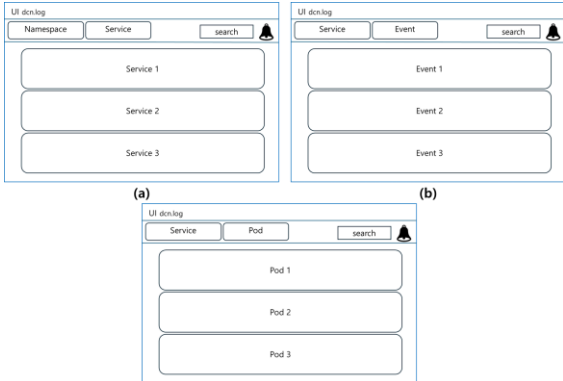 UI dcn.log
Namespace Service search
Service 1
Service 2
Service 3
(a)
UI dcn.log
Service Event search
Event 1
Event 2
Event 3
(b)
UI dcn.log
Service Pod search
Pod 1
Pod 2
Pod 3